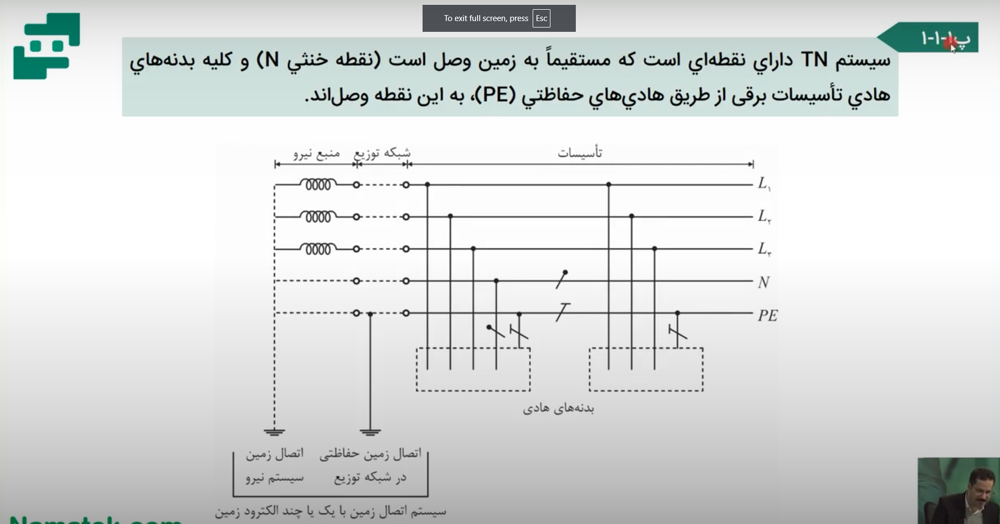 To exit full screen, press Esc
پ۱-۱-۱
سیستم TN داراي نقطه‌اي است که مستقیماً به زمین وصل است (نقطه خنثي N) و کلیه بدنه‌هاي
هادي تأسیسات برقی از طریق هادي‌هاي حفاظتي (PE)، به این نقطه وصل‌اند.
منبع نیرو
شبکه توزیع
تأسیسات
L۱
L۲
L۳
N
PE
بدنه‌های هادی
اتصال زمین حفاظتی
در شبکه توزیع
اتصال زمین
سیستم نیرو
سیستم اتصال زمین با یک یا چند الکترود زمین
Namatek.com